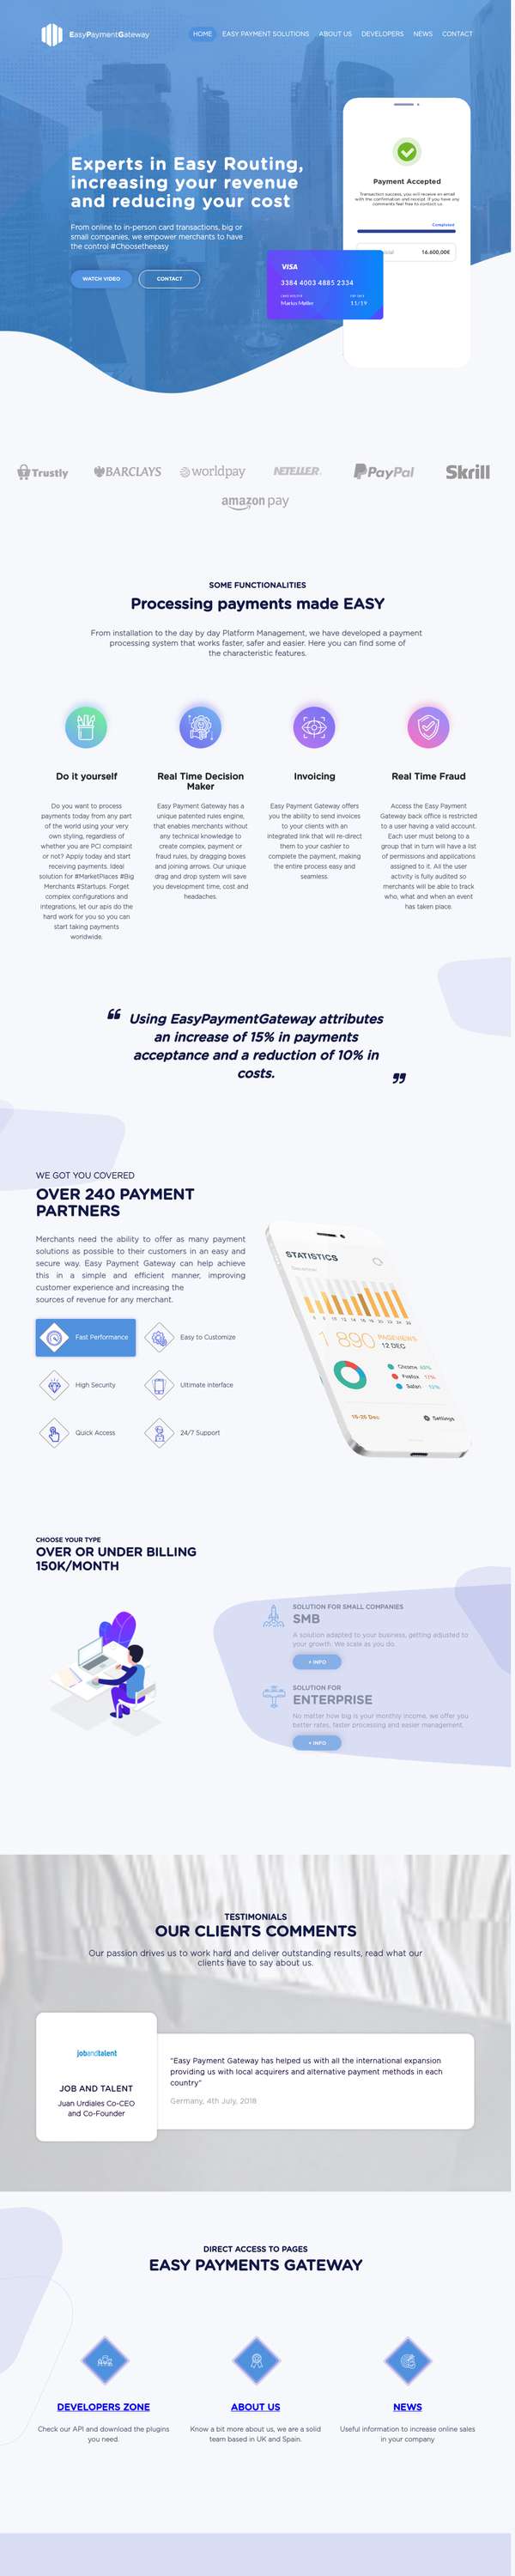 EasyPaymentGateway
HOME EASY PAYMENT SOLUTIONS ABOUT US DEVELOPERS NEWS CONTACT
Experts in Easy Routing,
increasing your revenue
and reducing your cost
From online to in-person card transactions, big or
small companies, we empower merchants to have
the control #Choosetheeasy
WATCH VIDEO CONTACT
Payment Accepted
Transaction success, you will receive an email
with the confirmation and receipt. If you have any
comments feel free to contact us
Completed
16.600,00€
VISA
3384 4003 4885 2334
Marius Møller 11/19
Trustly BARCLAYS worldpay NETELLER PayPal Skrill
amazon pay
SOME FUNCTIONALITIES
Processing payments made EASY
From installation to the day by day Platform Management, we have developed a payment
processing system that works faster, safer and easier. Here you can find some of
the characteristic features.
Do it yourself
Do you want to process
payments today from any part
of the world using your very
own styling, regardless of
whether you are PCI complaint
or not? Apply today and start
receiving payments. Ideal
solution for #MarketPlaces #Big
Merchants #Startups. Forget
complex configurations and
integrations, let our apis do the
hard work for you so you can
start taking payments
worldwide.
Real Time Decision
Maker
Easy Payment Gateway has a
unique patented rules engine,
that enables merchants without
any technical knowledge to
create complex, payment or
fraud rules, by dragging boxes
and joining arrows. Our unique
drag and drop system will save
you development time, cost and
headaches.
Invoicing
Easy Payment Gateway offers
you the ability to send invoices
to your clients with an
integrated link that will re-direct
them to your cashier to
complete the payment, making
the entire process easy and
seamless.
Real Time Fraud
Access the Easy Payment
Gateway back office is restricted
to a user having a valid account.
Each user must belong to a
group that in turn will have a list
of permissions and applications
assigned to it. All the user
activity is fully audited so
merchants will be able to track
who, what and when an event
has taken place.
“ Using EasyPaymentGateway attributes
an increase of 15% in payments
acceptance and a reduction of 10% in
costs. ”
WE GOT YOU COVERED
OVER 240 PAYMENT
PARTNERS
Merchants need the ability to offer as many payment
solutions as possible to their customers in an easy and
secure way. Easy Payment Gateway can help achieve
this in a simple and efficient manner, improving
customer experience and increasing the
sources of revenue for any merchant.
Fast Performance Easy to Customize
High Security Ultimate Interface
Quick Access 24/7 Support
STATISTICS
1 890 PAGEVIEWS
12 DEC
Chrome
Firefox 17%
Safari
Settings
CHOOSE YOUR TYPE
OVER OR UNDER BILLING
150K/MONTH
SOLUTION FOR SMALL COMPANIES
SMB
A solution adapted to your business, getting adjusted to
your growth. We scale as you do.
+ INFO
SOLUTION FOR
ENTERPRISE
No matter how big is your monthly income, we offer you
better rates, faster processing and easier management.
+ INFO
TESTIMONIALS
OUR CLIENTS COMMENTS
Our passion drives us to work hard and deliver outstanding results, read what our
clients have to say about us.
jobandtalent
JOB AND TALENT
Juan Urdiales Co-CEO
and Co-Founder
“Easy Payment Gateway has helped us with all the international expansion
providing us with local acquirers and alternative payment methods in each
country”
Germany, 4th July, 2018
DIRECT ACCESS TO PAGES
EASY PAYMENTS GATEWAY
DEVELOPERS ZONE
Check our API and download the plugins
you need.
ABOUT US
Know a bit more about us, we are a solid
team based in UK and Spain.
NEWS
Useful information to increase online sales
in your company